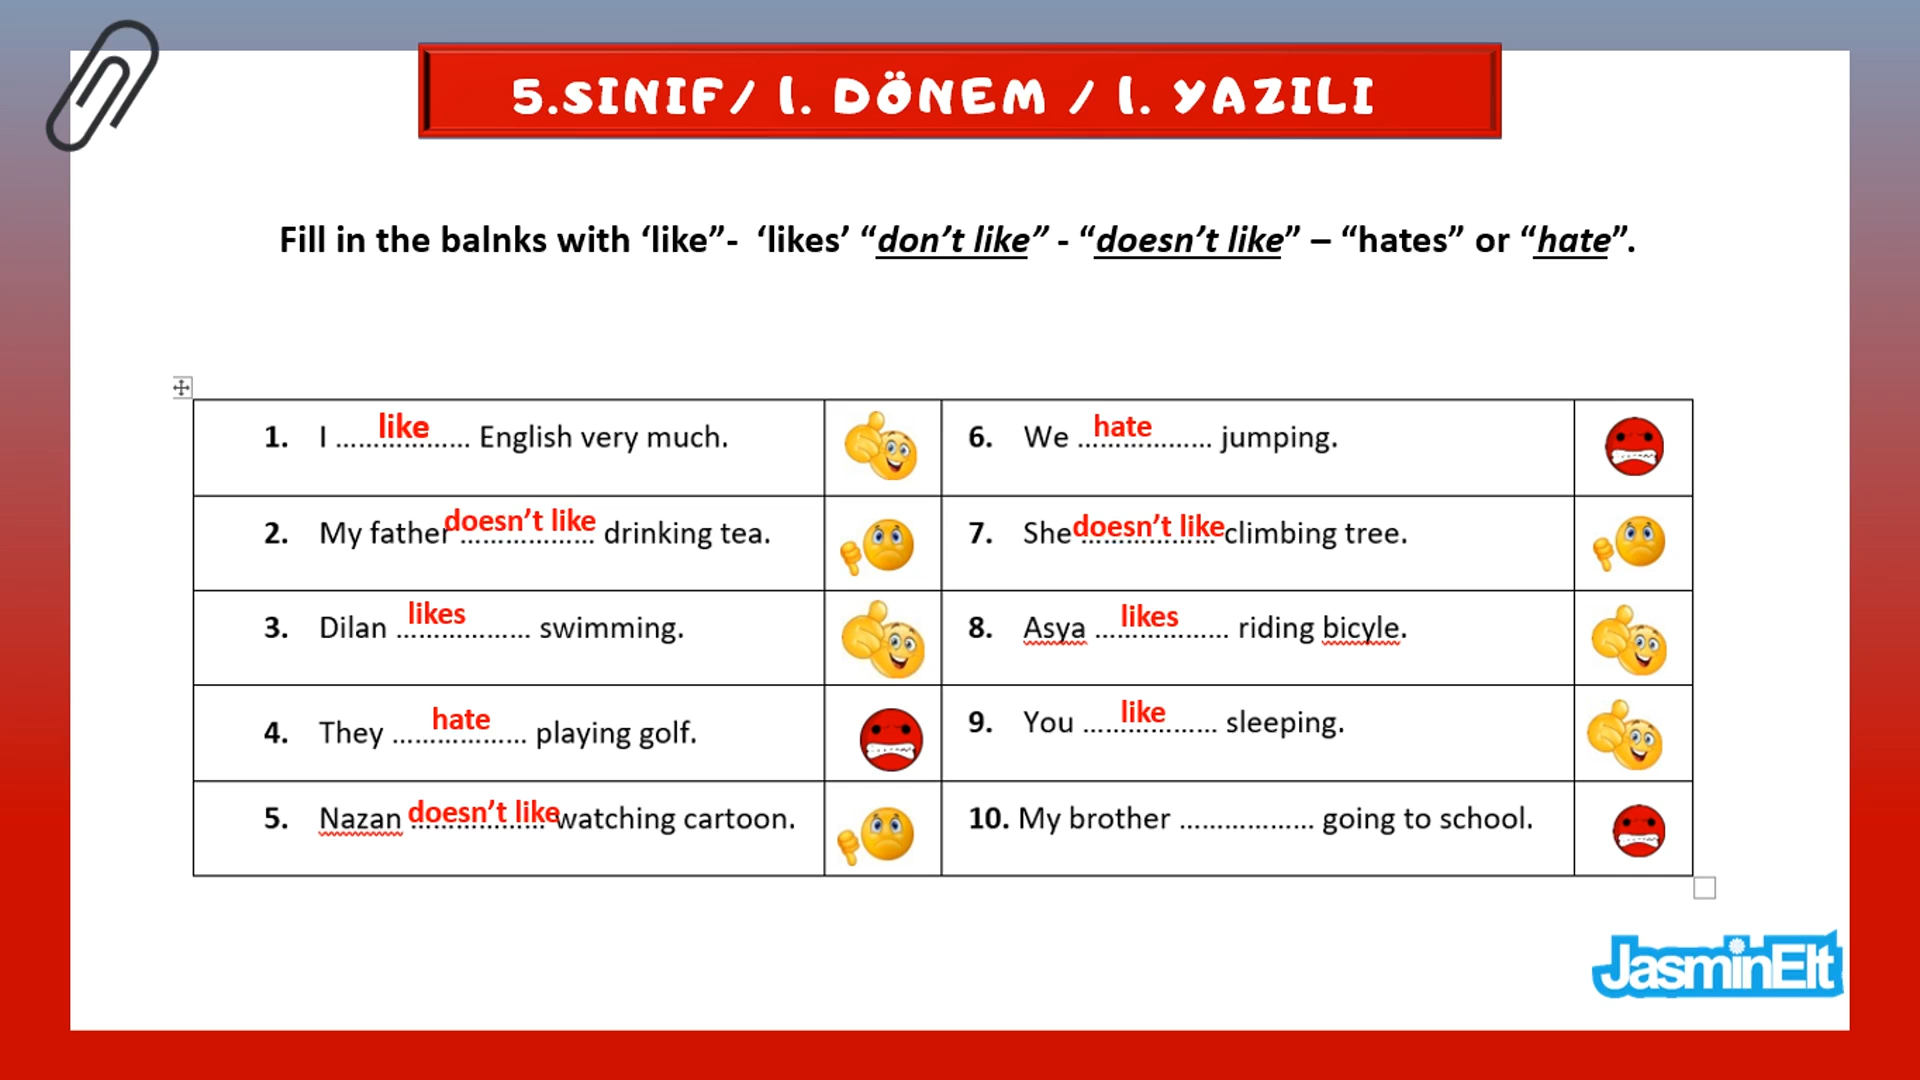 5.SINIF/ 1. DÖNEM / 1. YAZILI
Fill in the balnks with ‘like”- ‘likes’ “don’t like” - “doesn’t like” – “hates” or “hate”.
1. I ...like... English very much.
2. My father ...doesn’t like... drinking tea.
3. Dilan ...likes... swimming.
4. They ...hate... playing golf.
5. Nazan ...doesn’t like... watching cartoon.
6. We ...hate... jumping.
7. She ...doesn’t like... climbing tree.
8. Asya ...likes... riding bicyle.
9. You ...like... sleeping.
10. My brother .................. going to school.
JasminElt